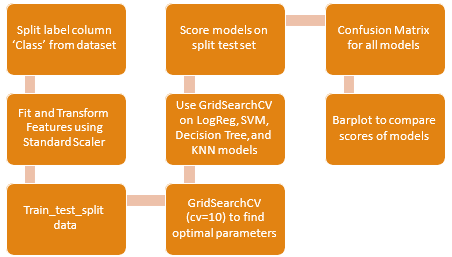 Split label column
'Class' from dataset
Fit and Transform
Features using
Standard Scaler
Train_test_split
data
GridSearchCV
(cv=10) to find
optimal parameters
Use GridSearchCV
on LogReg, SVM,
Decision Tree, and
KNN models
Score models on
split test set
Confusion Matrix
for all models
Barplot to compare
scores of models